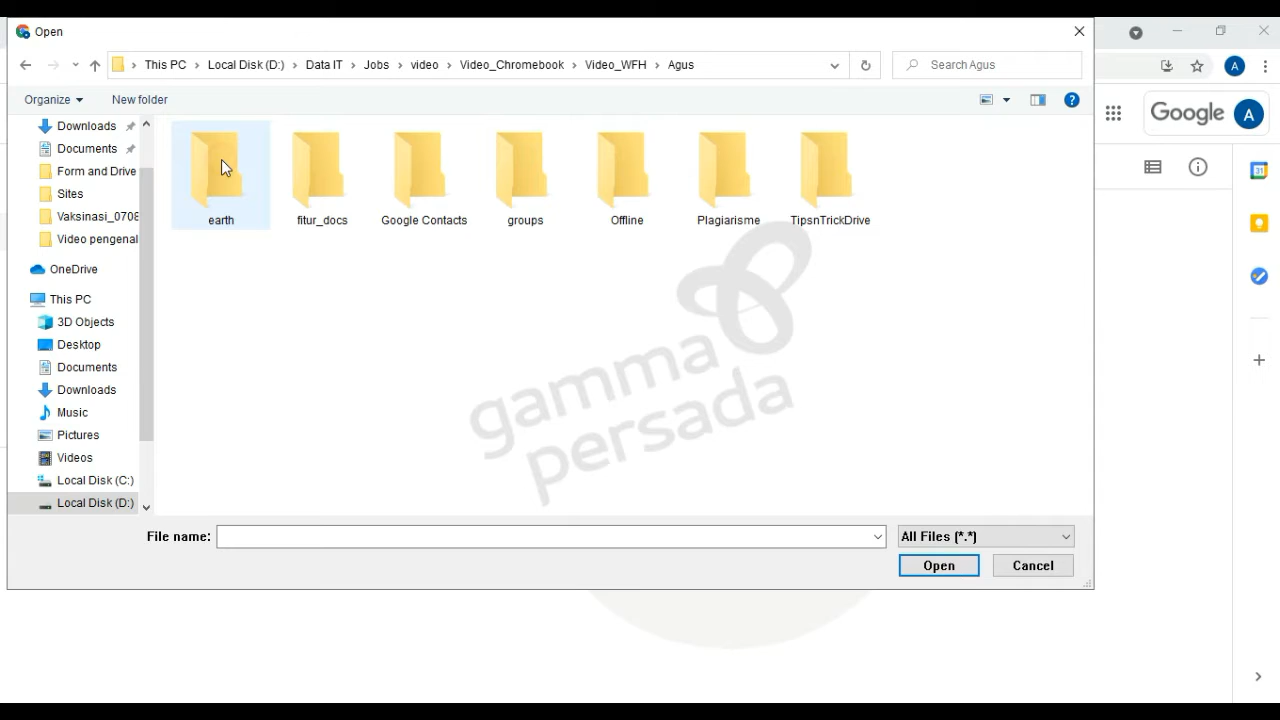 Open
This PC
Local Disk (D:)
Data IT
Jobs
video
Video_Chromebook
Video_WFH
Agus
Search Agus
A
Organize
New folder
Google
A
Downloads
Documents
Form and Drive
Sites
Vaksinasi_0708
Video pengenal
OneDrive
This PC
3D Objects
Desktop
Documents
Downloads
Music
Pictures
Videos
Local Disk (C:)
Local Disk (D:)
earth
fitur_docs
Google Contacts
groups
Offline
Plagiarisme
TipsnTrickDrive
gamma
persada
31
File name:
All Files (*.*)
Open
Cancel